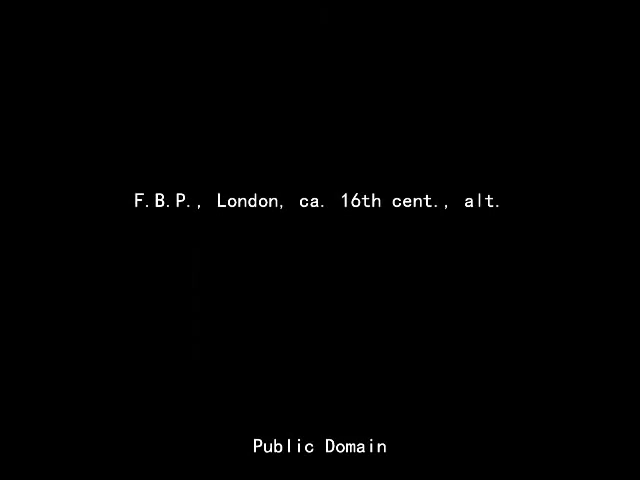 F.B.P., London, ca. 16th cent., alt.
Public Domain